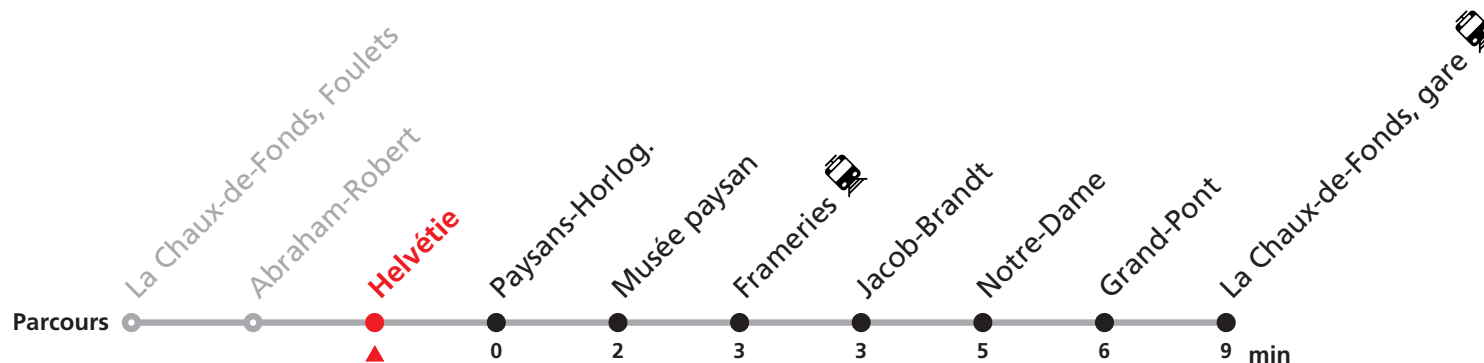 La Chaux-de-Fonds, Foulets
Abraham-Robert
Helvétie
Paysans-Horlog.
Musée paysan
Frameries
Jacob-Brandt
Notre-Dame
Grand-Pont
La Chaux-de-Fonds, gare
Parcours
0 2 3 3 5 6 9 min